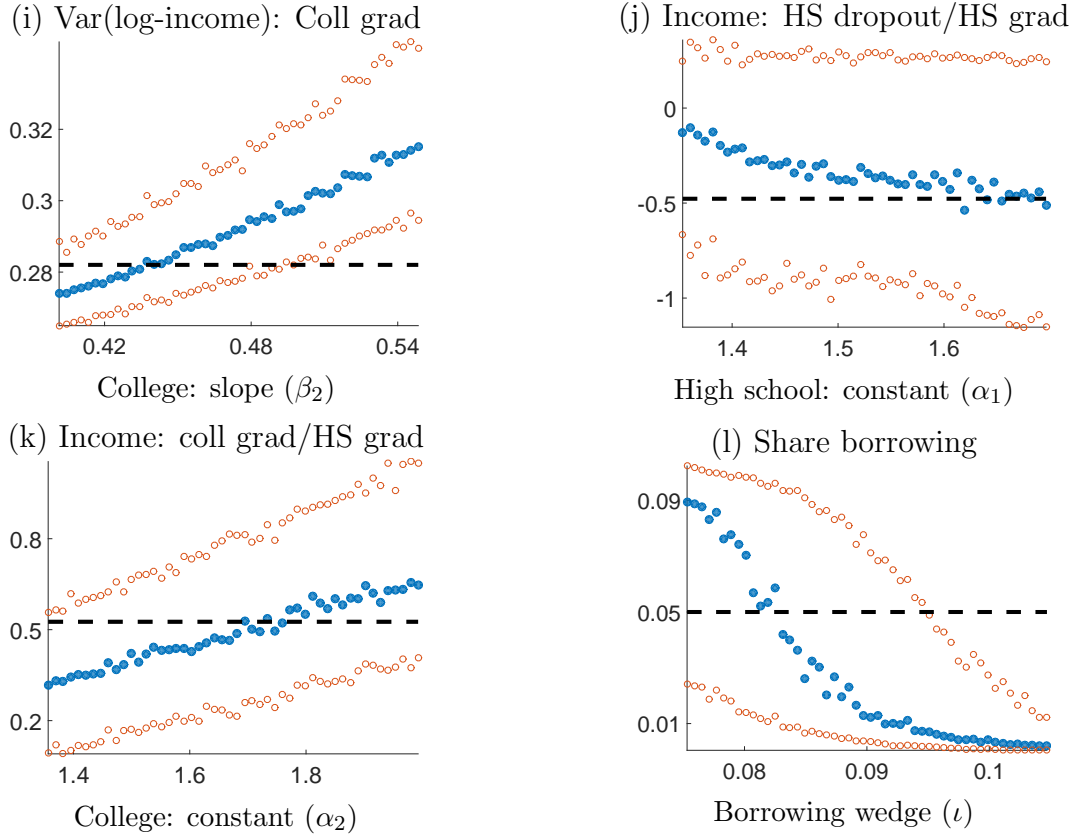 (i) Var(log-income): Coll grad
0.32
0.3
0.28
0.42 0.48 0.54
College: slope (β₂)
(j) Income: HS dropout/HS grad
0
-0.5
-1
1.4 1.5 1.6
High school: constant (α₁)
(k) Income: coll grad/HS grad
0.8
0.5
0.2
1.4 1.6 1.8
College: constant (α₂)
(l) Share borrowing
0.09
0.05
0.01
0.08 0.09 0.1
Borrowing wedge (ι)